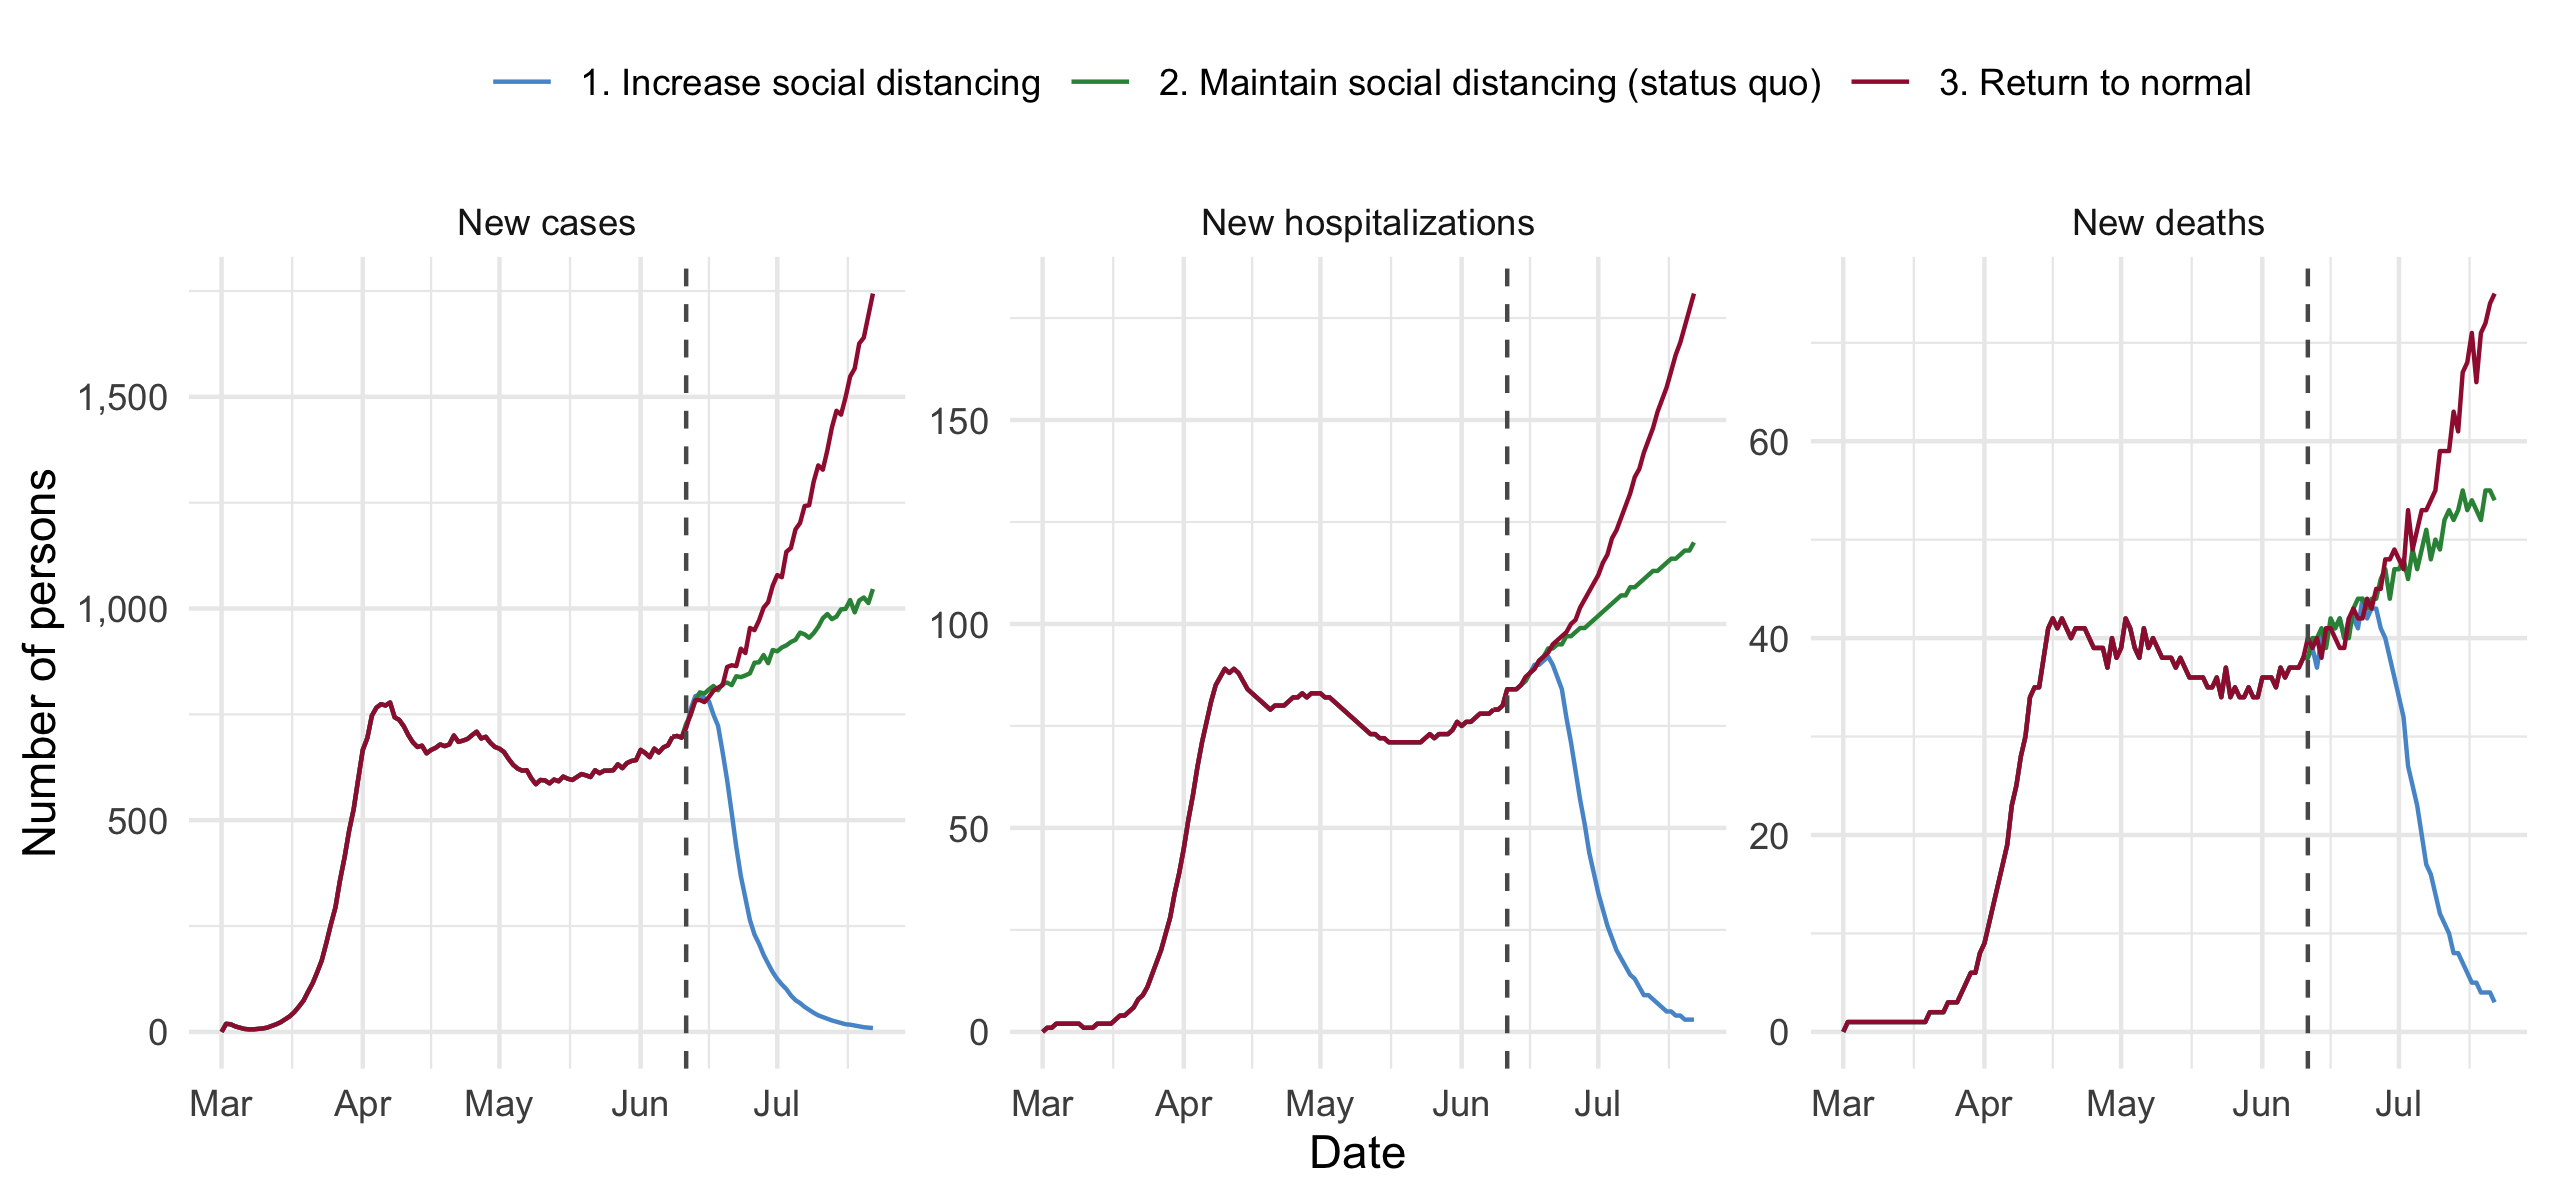 1. Increase social distancing 2. Maintain social distancing (status quo) 3. Return to normal
New cases New hospitalizations New deaths
Number of persons
1,500
1,000
500
0
150
100
50
0
60
40
20
0
Mar Apr May Jun Jul Mar Apr May Jun Jul Mar Apr May Jun Jul
Date